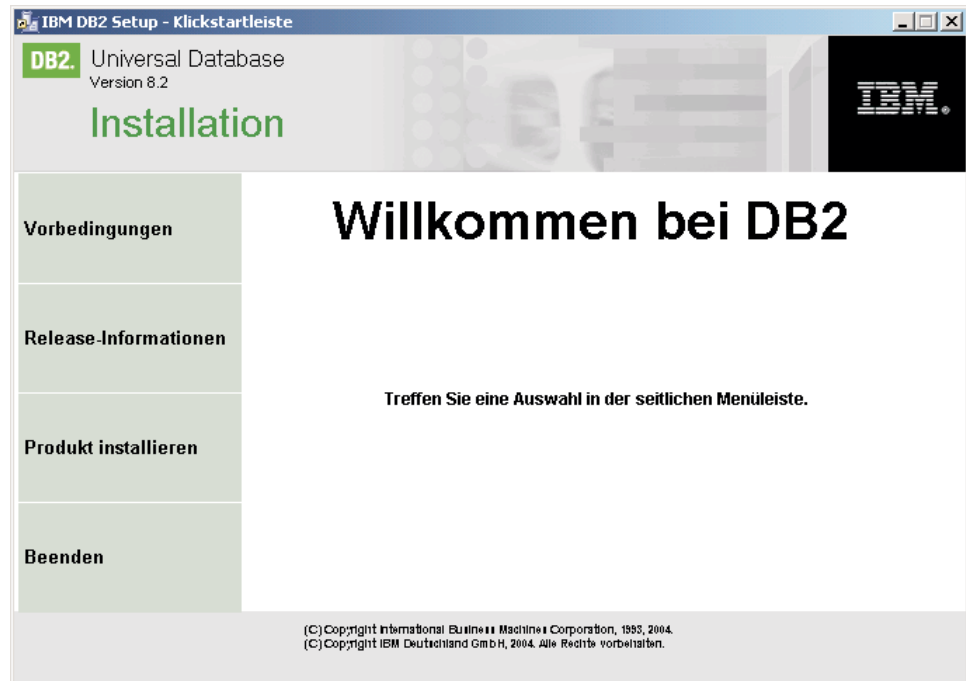 IBM DB2 Setup - Klickstartleiste
DB2. Universal Database
Version 8.2
Installation
IBM.
Vorbedingungen
Willkommen bei DB2
Release-Informationen
Treffen Sie eine Auswahl in der seitlichen Menüleiste.
Produkt installieren
Beenden
(C) Copyright International Business Machines Corporation, 1993, 2004.
(C) Copyright IBM Deutschland GmbH, 2004. Alle Rechte vorbehalten.